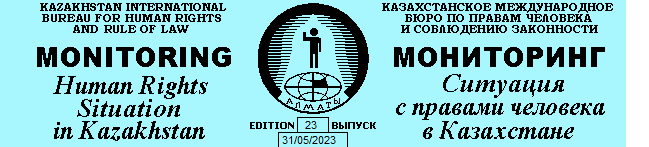 KAZAKHSTAN INTERNATIONAL
BUREAU FOR HUMAN RIGHTS
AND RULE OF LAW
MONITORING
Human Rights
Situation
in Kazakhstan
АЛМАТЫ
EDITION 23 ВЫПУСК
31/05/2023
КАЗАХСТАНСКОЕ МЕЖДУНАРОДНОЕ
БЮРО ПО ПРАВАМ ЧЕЛОВЕКА
И СОБЛЮДЕНИЮ ЗАКОННОСТИ
МОНИТОРИНГ
Ситуация
с правами человека
в Казахстане